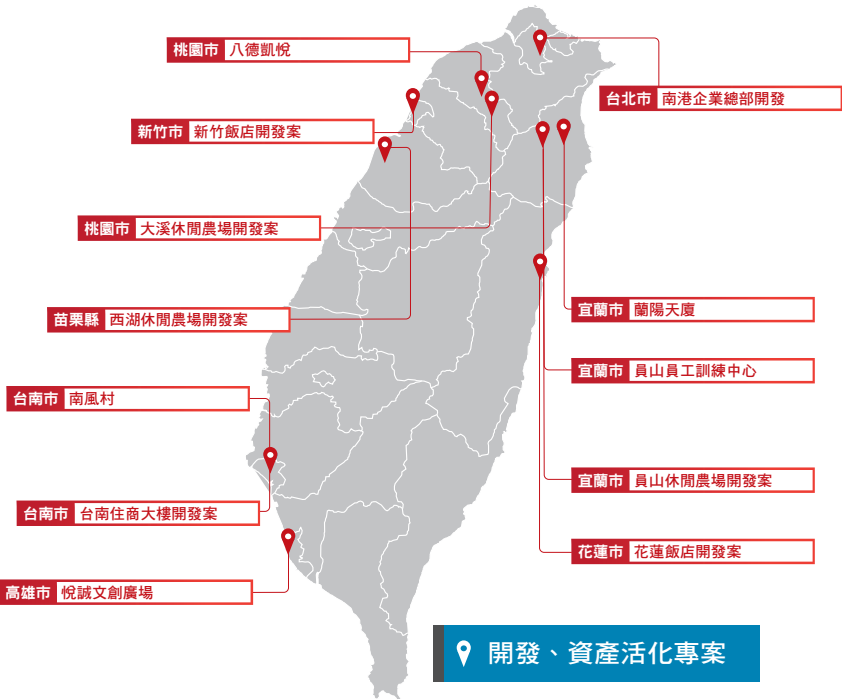 桃園市 八德凱悅
台北市 南港企業總部開發
新竹市 新竹飯店開發案
桃園市 大溪休閒農場開發案
苗栗縣 西湖休閒農場開發案
宜蘭市 蘭陽天廈
宜蘭市 員山員工訓練中心
台南市 南風村
宜蘭市 員山休閒農場開發案
台南市 台南住商大樓開發案
花蓮市 花蓮飯店開發案
高雄市 悅誠文創廣場
開發、資產活化專案